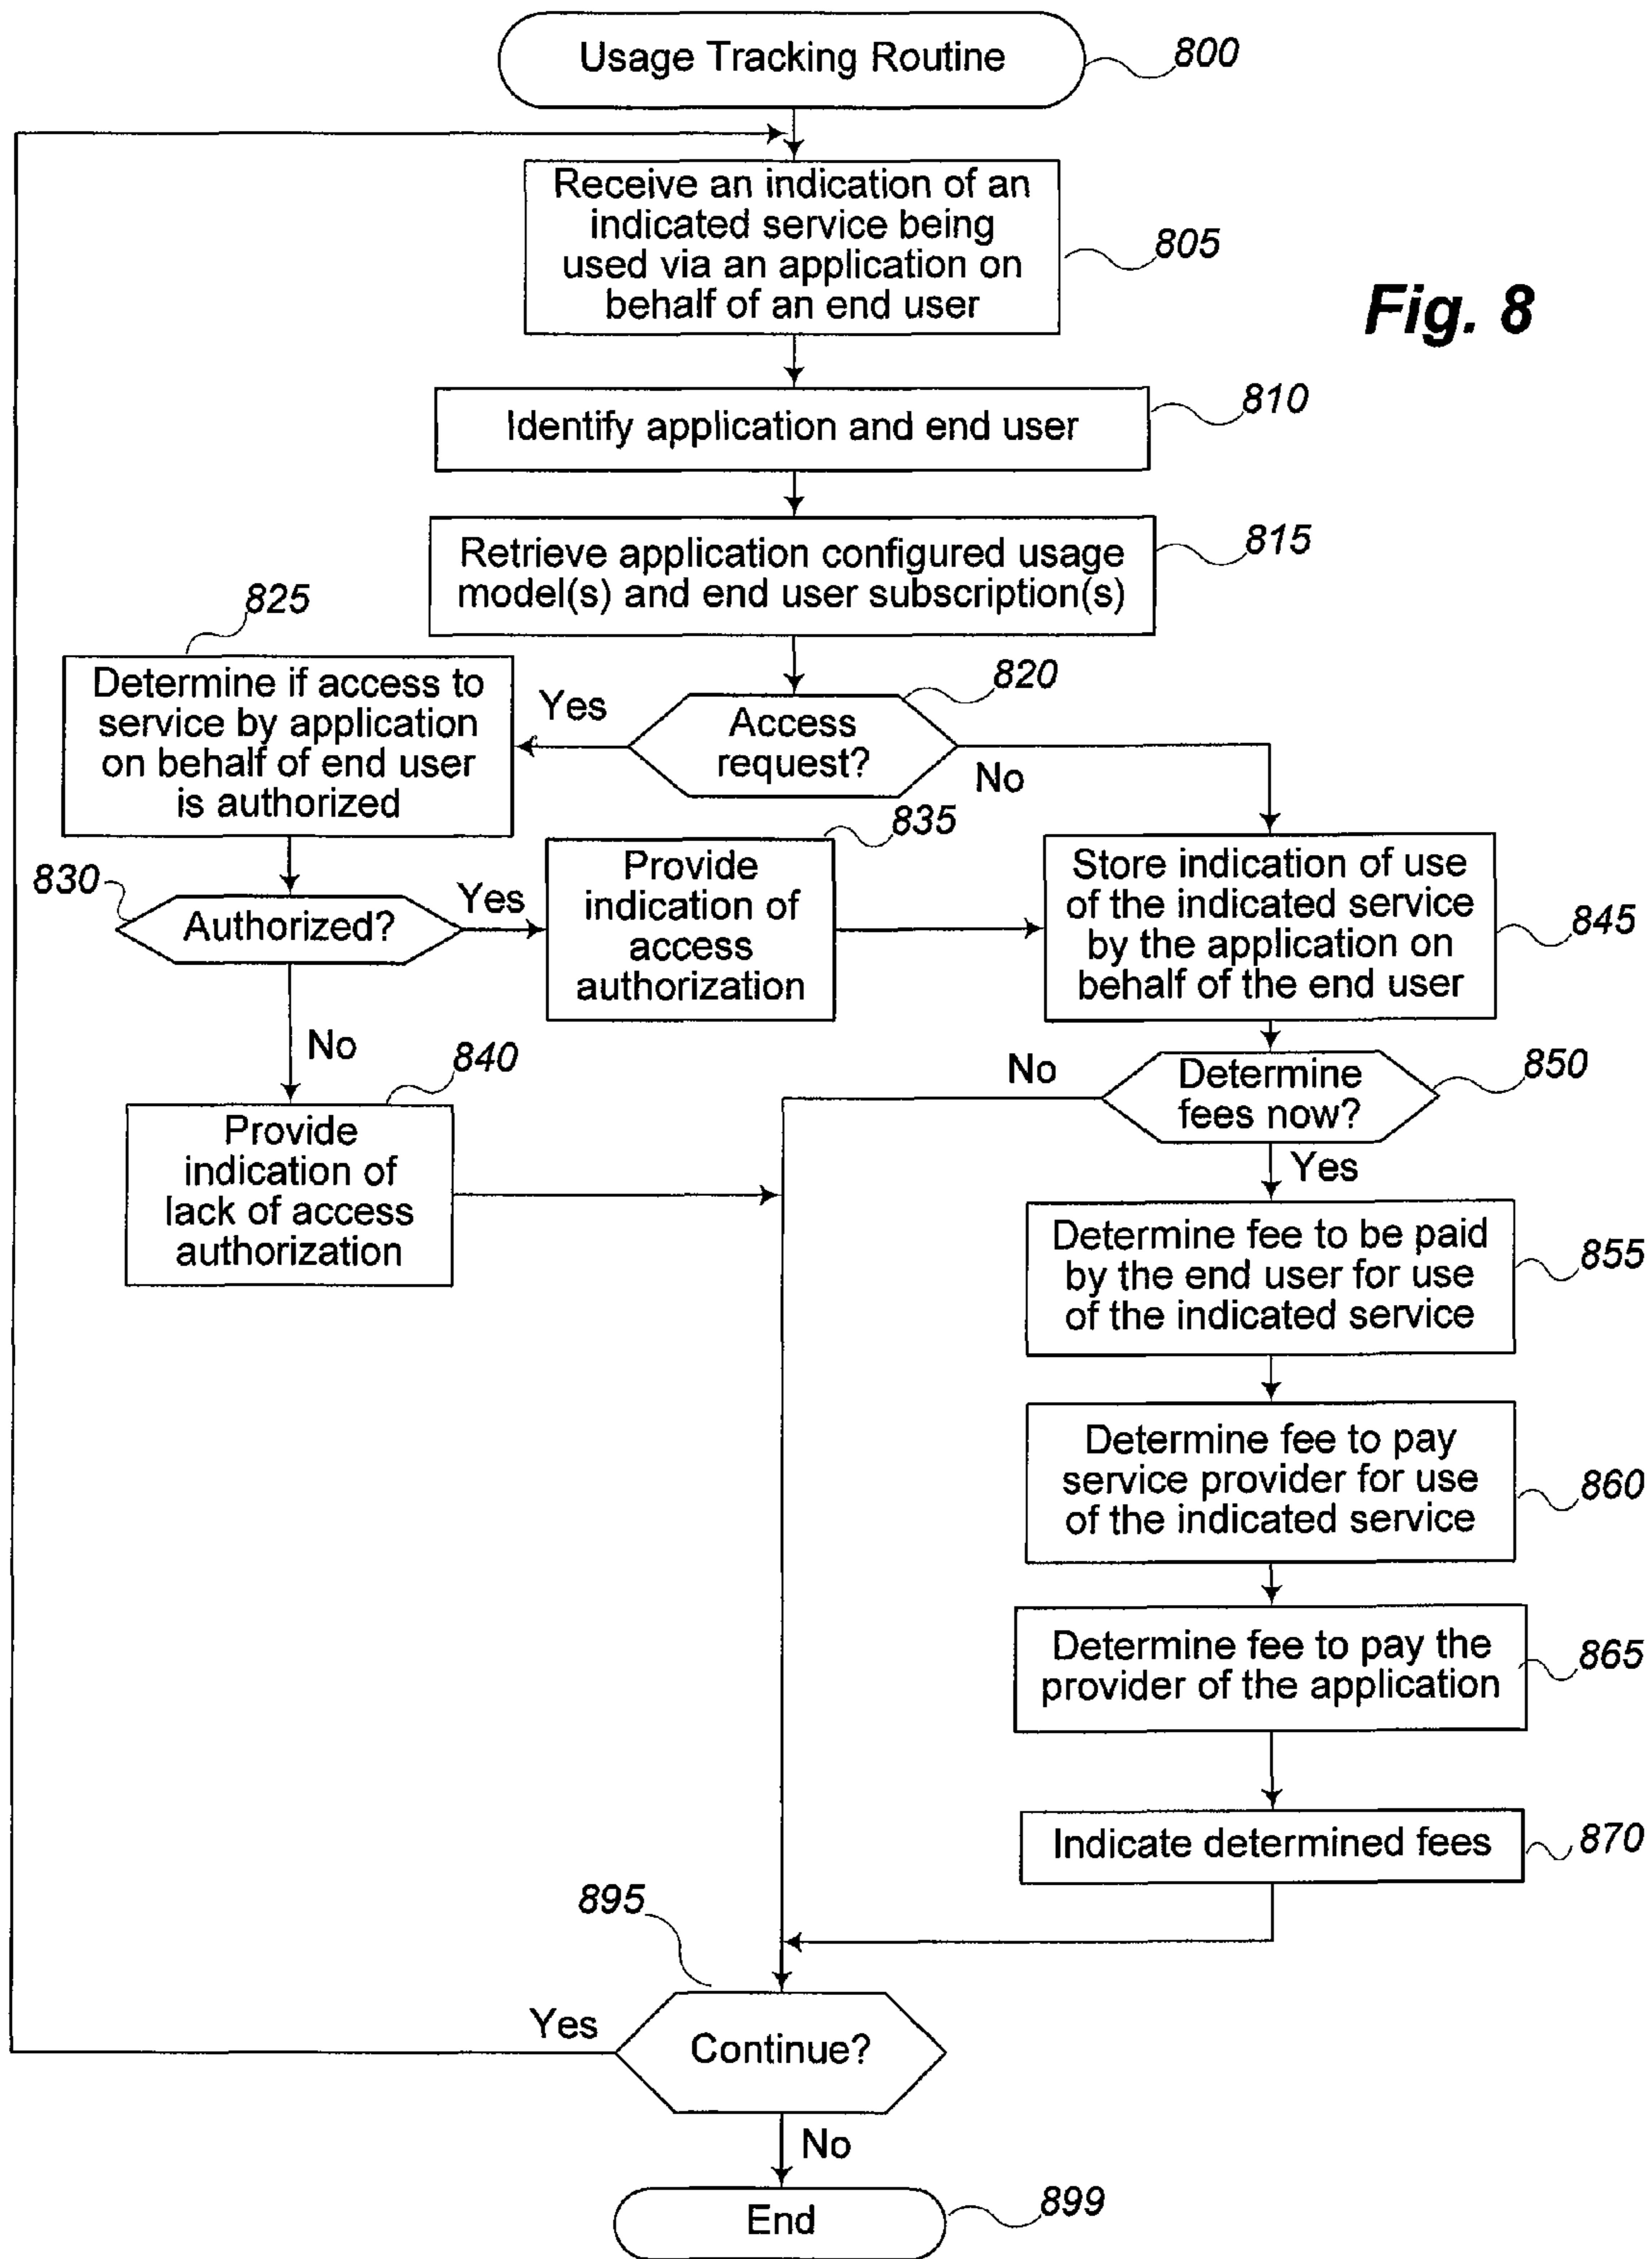 Usage Tracking Routine
800
Receive an indication of an
indicated service being
used via an application on
behalf of an end user
805
Fig. 8
Identify application and end user
810
Retrieve application configured usage
model(s) and end user subscription(s)
815
825
Determine if access to
service by application
on behalf of end user
is authorized
Yes
Access
request?
820
No
830
Authorized?
Yes
835
Provide
indication of
access
authorization
Store indication of use
of the indicated service
by the application on
behalf of the end user
845
No
840
Provide
indication of
lack of access
authorization
No
Determine
fees now?
850
Yes
Determine fee to be paid
by the end user for use
of the indicated service
855
Determine fee to pay
service provider for use
of the indicated service
860
Determine fee to pay the
provider of the application
865
Indicate determined fees
870
895
Yes
Continue?
No
End
899